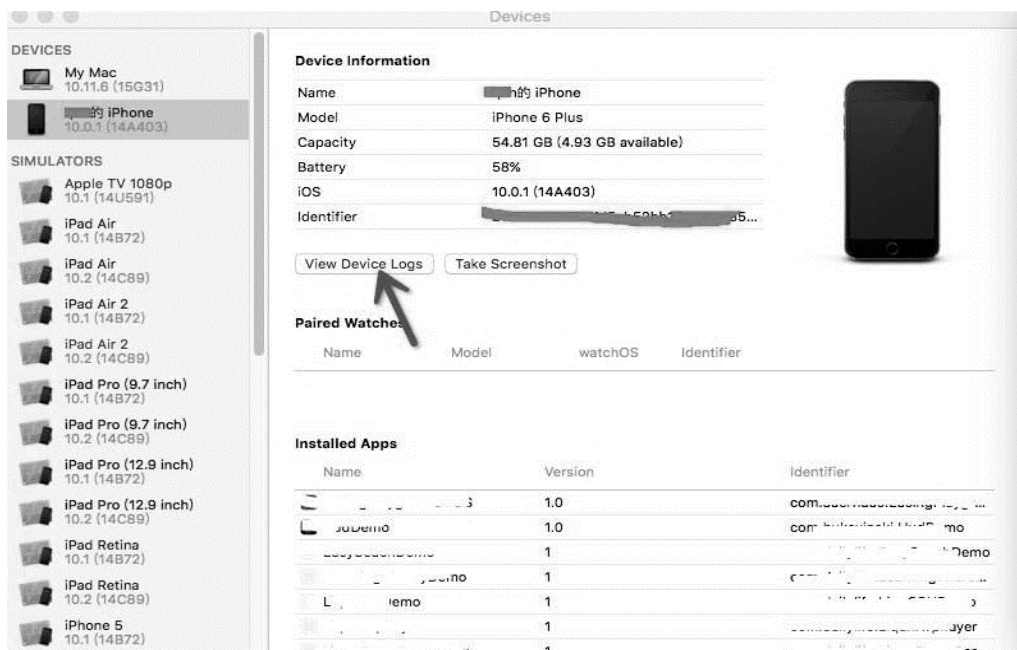 Devices
DEVICES
My Mac
10.11.6 (15G31)
的 iPhone
10.0.1 (14A403)
SIMULATORS
Apple TV 1080p
10.1 (14U591)
iPad Air
10.1 (14B72)
iPad Air
10.2 (14C89)
iPad Air 2
10.1 (14B72)
iPad Air 2
10.2 (14C89)
iPad Pro (9.7 inch)
10.1 (14B72)
iPad Pro (9.7 inch)
10.2 (14C89)
iPad Pro (12.9 inch)
10.1 (14B72)
iPad Pro (12.9 inch)
10.2 (14C89)
iPad Retina
10.1 (14B72)
iPad Retina
10.2 (14C89)
iPhone 5
10.1 (14B72)
Device Information
Name 的 iPhone
Model iPhone 6 Plus
Capacity 54.81 GB (4.93 GB available)
Battery 58%
iOS 10.0.1 (14A403)
Identifier
View Device Logs Take Screenshot
Paired Watches
Name Model watchOS Identifier
Installed Apps
Name Version Identifier
1.0
1.0
1
1
1
1